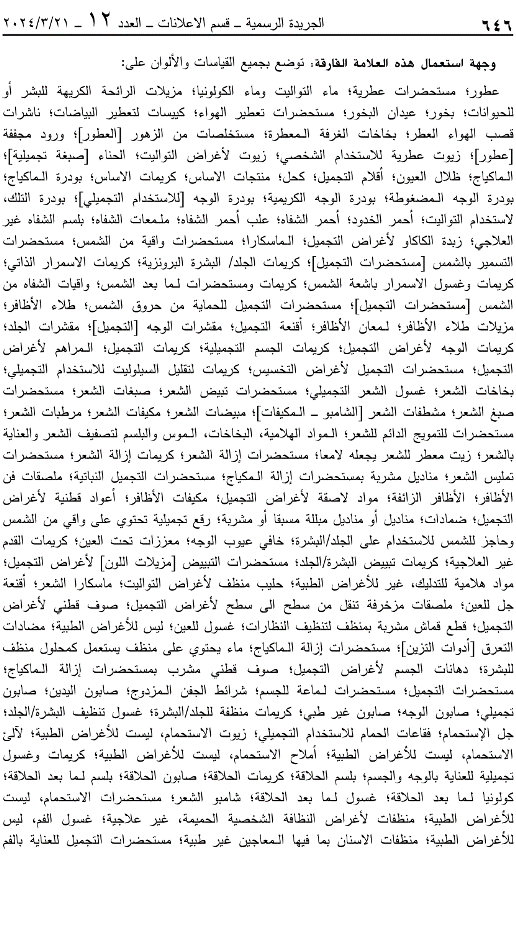 ٦٤٦ الجريدة الرسمية – قسم الاعلانات – العدد ١٢ – ٢٠٢٤/٣/٢١
وجهة استعمال هذه العلامة الفارقة: توضع بجميع القياسات والألوان على:
عطور؛ مستحضرات عطرية؛ ماء التواليت وماء الكولونيا؛ مزيلات الرائحة الكريهة للبشر أو
للحيوانات؛ بخور؛ عيدان البخور؛ مستحضرات تعطير الهواء؛ كييسات لتعطير البياضات؛ ناشرات
قصب الهواء العطر؛ بخاخات الغرفة المعطرة؛ مستخلصات من الزهور [العطور]؛ ورود مجففة
[عطور]؛ زيوت عطرية للاستخدام الشخصي؛ زيوت لأغراض التواليت؛ الحناء [صبغة تجميلية]؛
الماكياج؛ ظلال العيون؛ أقلام التجميل؛ كحل؛ منتجات الاساس؛ كريمات الاساس؛ بودرة الماكياج؛
بودرة الوجه المضغوطة؛ بودرة الوجه الكريمية؛ بودرة الوجه [للاستخدام التجميلي]؛ بودرة التلك،
لاستخدام التواليت؛ أحمر الخدود؛ أحمر الشفاه؛ علب أحمر الشفاه؛ ملمعات الشفاه؛ بلسم الشفاه غير
العلاجي؛ زبدة الكاكاو لأغراض التجميل؛ الماسكارا؛ مستحضرات واقية من الشمس؛ مستحضرات
التسمير بالشمس [مستحضرات التجميل]؛ كريمات الجلد/ البشرة البرونزية؛ كريمات الاسمرار الذاتي؛
كريمات وغسول الاسمرار باشعة الشمس؛ كريمات ومستحضرات لما بعد الشمس؛ واقيات الشفاه من
الشمس [مستحضرات التجميل]؛ مستحضرات التجميل للحماية من حروق الشمس؛ طلاء الأظافر؛
مزيلات طلاء الأظافر؛ لمعان الأظافر؛ أقنعة التجميل؛ مقشرات الوجه [التجميل]؛ مقشرات الجلد؛
كريمات الوجه لأغراض التجميل؛ كريمات الجسم التجميلية؛ كريمات التجميل؛ المراهم لأغراض
التجميل؛ مستحضرات التجميل لأغراض التخسيس؛ كريمات لتقليل السيلوليت للاستخدام التجميلي؛
بخاخات الشعر؛ غسول الشعر التجميلي؛ مستحضرات تبيض الشعر؛ صبغات الشعر؛ مستحضرات
صبغ الشعر؛ مشطفات الشعر [الشامبو – المكيفات]؛ مبيضات الشعر؛ مكيفات الشعر؛ مرطبات الشعر؛
مستحضرات للتمويج الدائم للشعر؛ المواد الهلامية، البخاخات، الموس والبلسم لتصفيف الشعر والعناية
بالشعر؛ زيت معطر للشعر يجعله لامعا؛ مستحضرات إزالة الشعر؛ كريمات إزالة الشعر؛ مستحضرات
تمليس الشعر؛ مناديل مشربة بمستحضرات إزالة المكياج؛ مستحضرات التجميل النباتية؛ ملصقات فن
الأظافر؛ الأظافر الزائفة؛ مواد لاصقة لأغراض التجميل؛ مكيفات الأظافر؛ أعواد قطنية لأغراض
التجميل؛ ضمادات؛ مناديل أو مناديل مبللة مسبقا أو مشربة؛ رقع تجميلية تحتوي على واقي من الشمس
وحاجز للشمس للاستخدام على الجلد/البشرة؛ خافي عيوب الوجه؛ معززات تحت العين؛ كريمات القدم
غير العلاجية؛ كريمات تبييض البشرة/الجلد؛ مستحضرات التبييض [مزيلات اللون] لأغراض التجميل؛
مواد هلامية للتدليك، غير للأغراض الطبية؛ حليب منظف لأغراض التواليت؛ ماسكارا الشعر؛ أقنعة
جل للعين؛ ملصقات مزخرفة تنقل من سطح الى سطح لأغراض التجميل؛ صوف قطني لأغراض
التجميل؛ قطع قماش مشربة بمنظف لتنظيف النظارات؛ غسول للعين؛ ليس للأغراض الطبية؛ مضادات
التعرق [أدوات التزين]؛ مستحضرات إزالة الماكياج؛ ماء يحتوي على منظف يستعمل كمحلول منظف
للبشرة؛ دهانات الجسم لأغراض التجميل؛ صوف قطني مشرب بمستحضرات إزالة الماكياج؛
مستحضرات التجميل؛ مستحضرات لماعة للجسم؛ شرائط الجفن المزدوج؛ صابون اليدين؛ صابون
تجميلي؛ صابون الوجه؛ صابون غير طبي؛ كريمات منظفة للجلد/البشرة؛ غسول تنظيف البشرة/الجلد؛
جل الإستحمام؛ فقاعات الحمام للاستخدام التجميلي؛ زيوت الاستحمام، ليست للأغراض الطبية؛ لآلئ
الاستحمام، ليست للأغراض الطبية؛ أملاح الاستحمام، ليست للأغراض الطبية؛ كريمات وغسول
تجميلية للعناية بالوجه والجسم؛ بلسم الحلاقة؛ كريمات الحلاقة؛ صابون الحلاقة؛ بلسم لما بعد الحلاقة؛
كولونيا لما بعد الحلاقة؛ غسول لما بعد الحلاقة؛ شامبو الشعر؛ مستحضرات الاستحمام، ليست
للأغراض الطبية؛ منظفات لأغراض النظافة الشخصية الحميمة، غير علاجية؛ غسول الفم، ليس
للأغراض الطبية؛ منظفات الاسنان بما فيها المعاجين غير طبية؛ مستحضرات التجميل للعناية بالفم